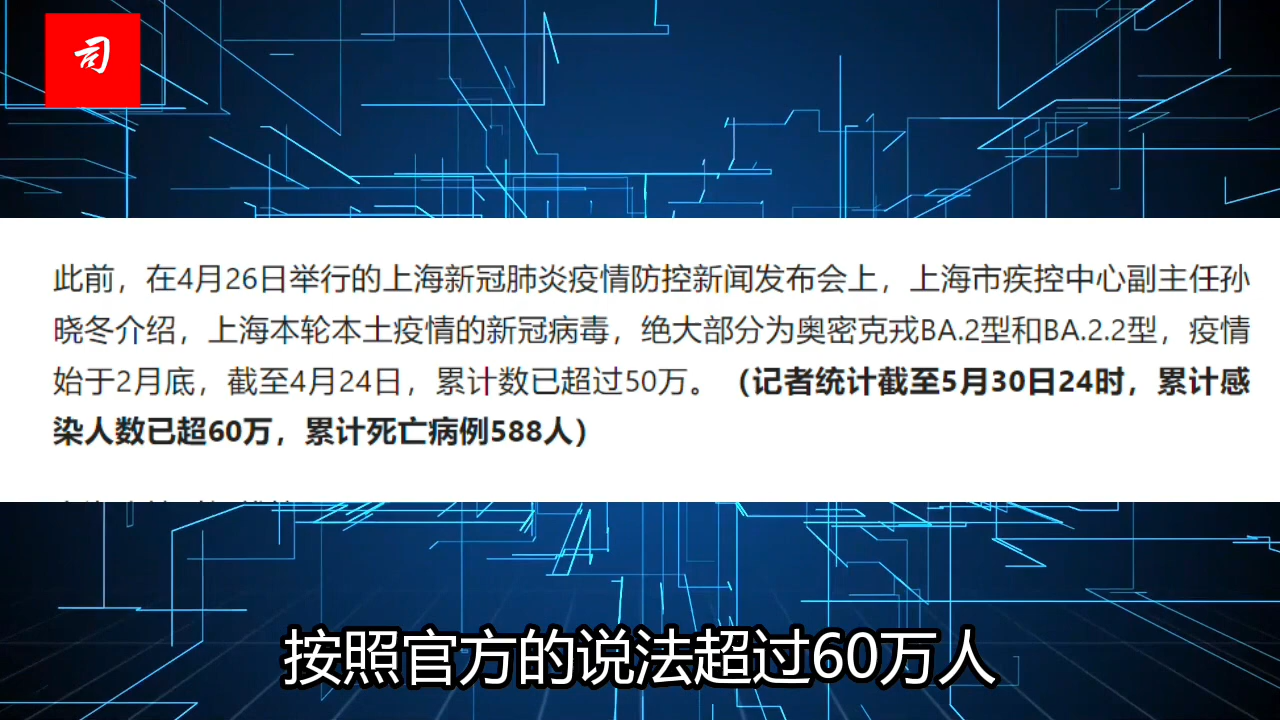 司
此前，在4月26日举行的上海新冠肺炎疫情防控新闻发布会上，上海市疾控中心副主任孙
晓冬介绍，上海本轮本土疫情的新冠病毒，绝大部分为奥密克戎BA.2型和BA.2.2型，疫情
始于2月底，截至4月24日，累计数已超过50万。（记者统计截至5月30日24时，累计感
染人数已超60万，累计死亡病例588人）
按照官方的说法超过60万人